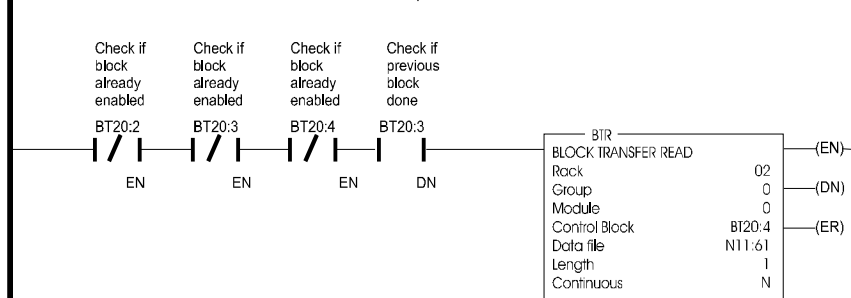 Check if Check if Check if Check if
block block block previous
already already already block
enabled enabled enabled done
BT20:2 BT20:3 BT20:4 BT20:3
EN EN EN DN
BTR
BLOCK TRANSFER READ (EN)
Rack 02
Group 0 (DN)
Module 0
Control Block BT20:4 (ER)
Data file N11:61
Length 1
Continuous N